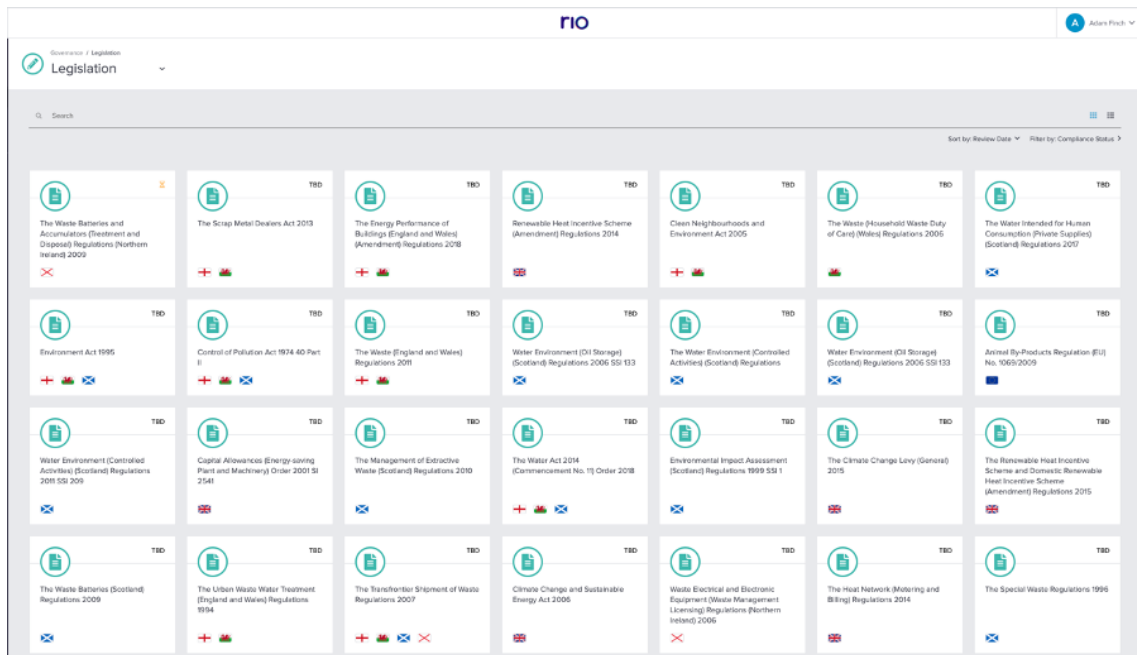 rio
A
Adam Finch
Governance / Legislation
Legislation
Search
Sort by: Review Date
Filter by: Compliance Status
The Waste Batteries and
Accumulators (Treatment and
Disposal) Regulations (Northern
Ireland) 2009
TBD
The Scrap Metal Dealers Act 2013
TBD
The Energy Performance of
Buildings (England and Wales)
(Amendment) Regulations 2018
TBD
Renewable Heat Incentive Scheme
(Amendment) Regulations 2014
TBD
Clean Neighbourhoods and
Environment Act 2005
TBD
The Waste (Household Waste Duty
of Care) (Wales) Regulations 2006
TBD
The Water Intended for Human
Consumption (Private Supplies)
(Scotland) Regulations 2017
TBD
Environment Act 1995
TBD
Control of Pollution Act 1974 40 Part
II
TBD
The Waste (England and Wales)
Regulations 2011
TBD
Water Environment (Oil Storage)
(Scotland) Regulations 2006 SSI 133
TBD
The Water Environment (Controlled
Activities) (Scotland) Regulations
TBD
Water Environment (Oil Storage)
(Scotland) Regulations 2006 SSI 133
TBD
Animal By-Products Regulation (EU)
No. 1069/2009
TBD
Water Environment (Controlled
Activities) (Scotland) Regulations
2011 SSI 209
TBD
Capital Allowances (Energy-saving
Plant and Machinery) Order 2001 SI
2541
TBD
The Management of Extractive
Waste (Scotland) Regulations 2010
TBD
The Water Act 2014
(Commencement No. 11) Order 2018
TBD
Environmental Impact Assessment
(Scotland) Regulations 1999 SSI 1
TBD
The Climate Change Levy (General)
2015
TBD
The Renewable Heat Incentive
Scheme and Domestic Renewable
Heat Incentive Scheme
(Amendment) Regulations 2015
TBD
The Waste Batteries (Scotland)
Regulations 2009
TBD
The Urban Waste Water Treatment
(England and Wales) Regulations
1994
TBD
The Transfrontier Shipment of Waste
Regulations 2007
TBD
Climate Change and Sustainable
Energy Act 2006
TBD
Waste Electrical and Electronic
Equipment (Waste Management
Licensing) Regulations (Northern
Ireland) 2006
TBD
The Heat Network (Metering and
Billing) Regulations 2014
TBD
The Special Waste Regulations 1996